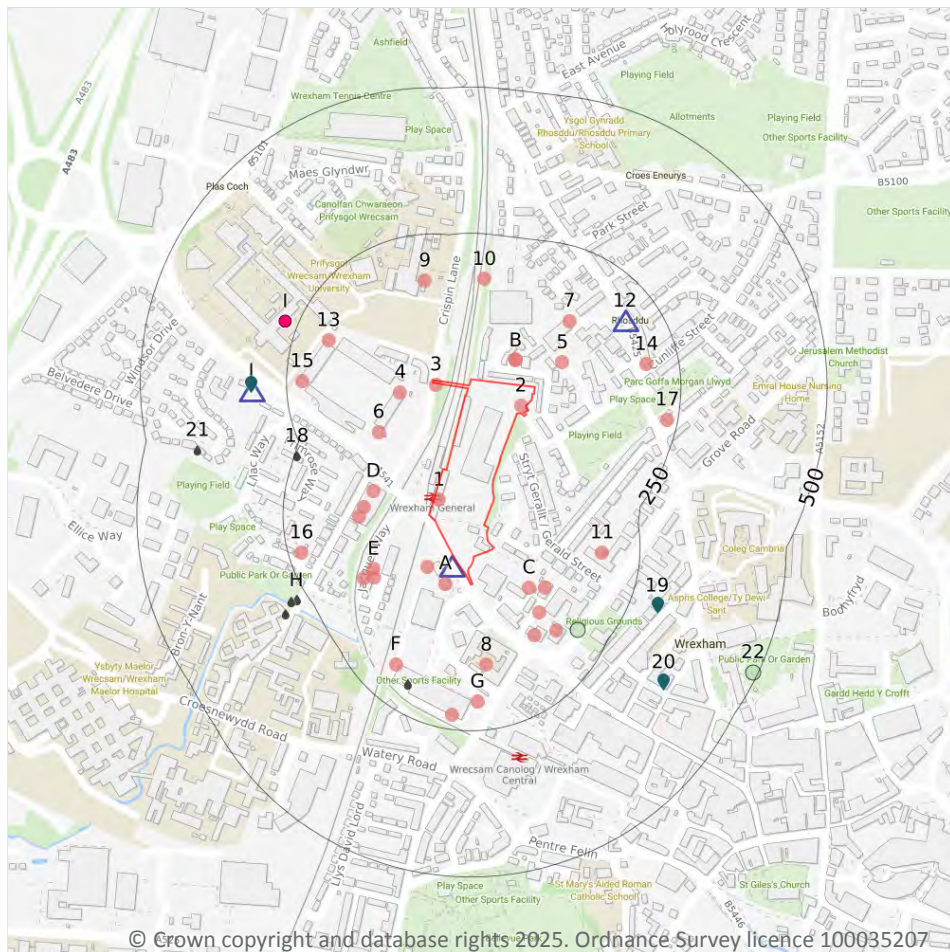 Holyrood Crescent
Ashfield
East Avenue
Playing Field
A483
Wrexham Tennis Centre
Allotments
Playing Field
Ysgol Gynradd
Rhosddu/Rhosddu Primary
School
Other Sports Facility
Play Space
B5101
A483
Maes Glyndwr
Croes Eneurys
B5100
Plas Coch
Canolfan Chwaraeon
Prifysgol Wrecsam
Park Street
Other Sports Facility
Prifysgol
Wrecsam/Wrexham
University
9
10
Crispin Lane
I
7
12
Rhosddu
13
Windsor Drive
B
5
14
Jerusalem Methodist
Church
15
I
3
4
2
Parc Goffa Morgan Llwyd
Play Space
Emral House Nursing
Home
Belvedere Drive
17
6
21
18
Playing Field
Grove Road
A5152
D
Playing Field
1
Wrexham General
250
500
Play Space
Ellice Way
Stryt Gerallt / Gerald Street
16
E
11
Coleg Cambria
A
C
Public Park Or Garden
H
Aspris College/Ty Dewi
Sant
19
Bron-Y-Nant
Religious Grounds
Wrexham
F
8
20
22
Public Park Or Garden
Ysbyty Maelor
Wrecsam/Wrexham
Maelor Hospital
Other Sports Facility
G
Gardd Hedd Y Crofft
Croesnewydd Road
Watery Road
Wrecsam Canolog / Wrexham
Central
Llys David Lord
Pentre Felin
Play Space
Other Sports Facility
St Mary's Aided Roman
Catholic School
St Giles's Church
B5446
© Crown copyright and database rights 2025. Ordnance Survey licence 100035207.